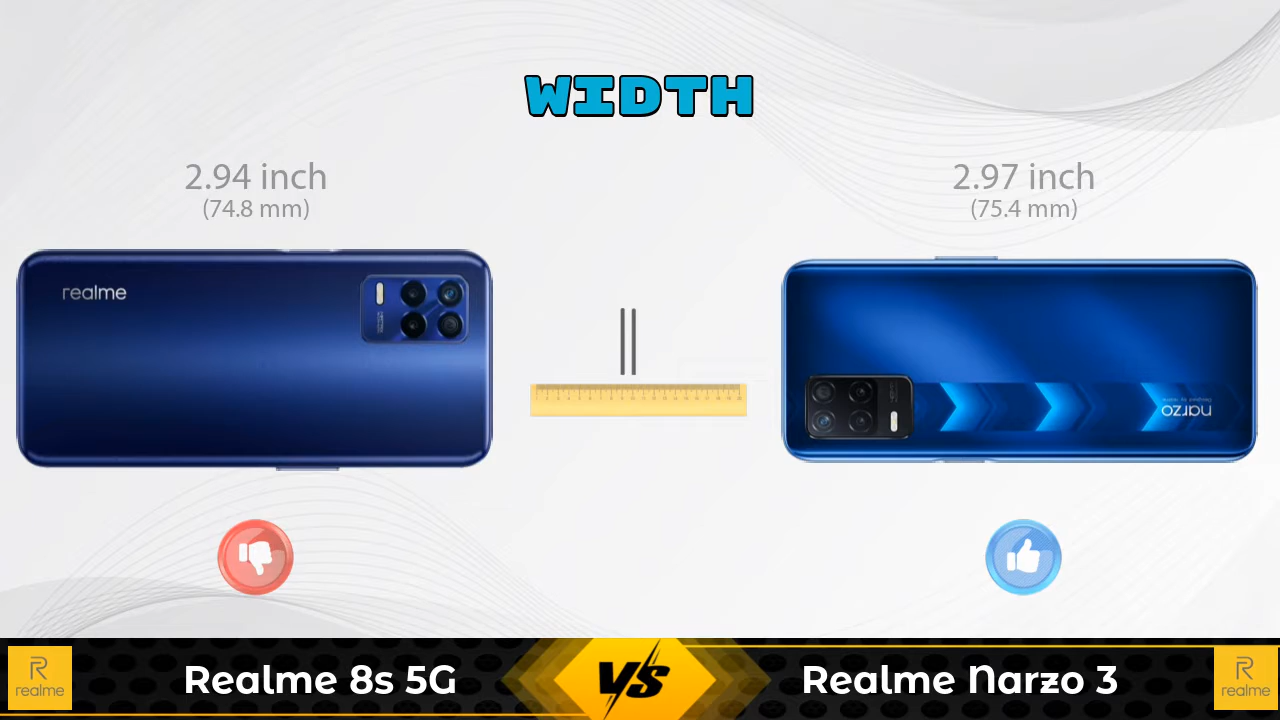 WIDTH
2.94 inch
(74.8 mm)
2.97 inch
(75.4 mm)
realme
narzo
Realme 8s 5G
VS
Realme Narzo 3
R
realme
R
realme